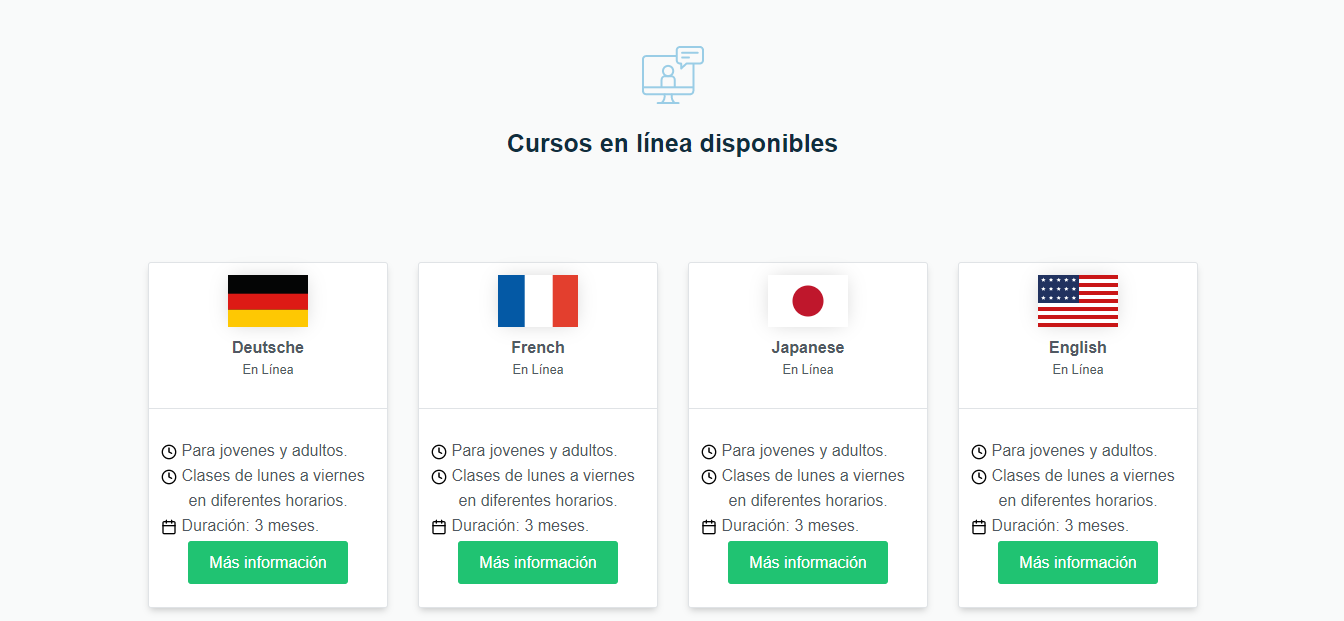 Cursos en línea disponibles
Deutsche
En Línea
Para jovenes y adultos.
Clases de lunes a viernes
en diferentes horarios.
Duración: 3 meses.
Más información
French
En Línea
Para jovenes y adultos.
Clases de lunes a viernes
en diferentes horarios.
Duración: 3 meses.
Más información
Japanese
En Línea
Para jovenes y adultos.
Clases de lunes a viernes
en diferentes horarios.
Duración: 3 meses.
Más información
English
En Línea
Para jovenes y adultos.
Clases de lunes a viernes
en diferentes horarios.
Duración: 3 meses.
Más información